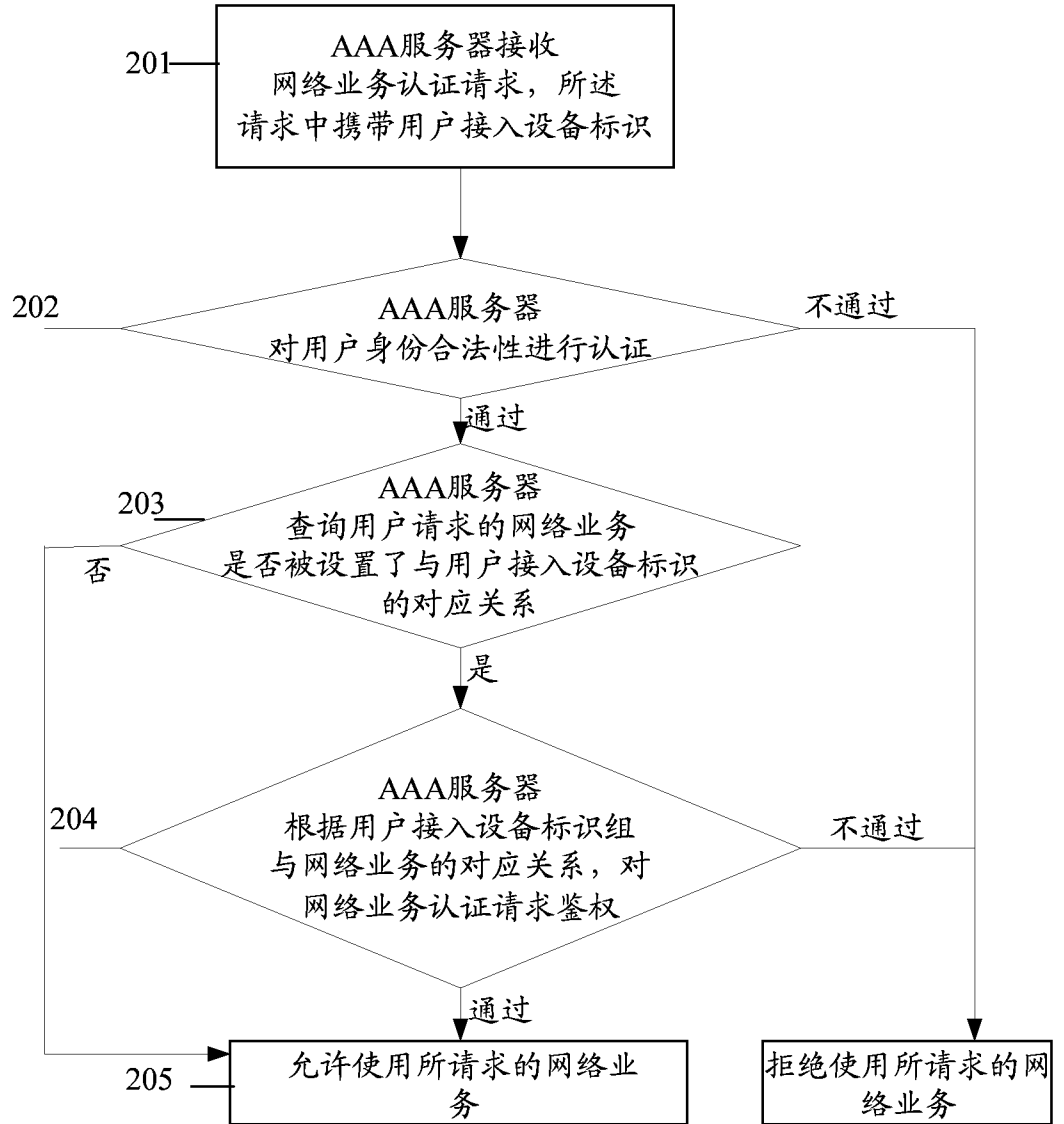 201
AAA服务器接收
网络业务认证请求，所述
请求中携带用户接入设备标识
202
AAA服务器
对用户身份合法性进行认证
不通过
通过
203
AAA服务器
查询用户请求的网络业务
是否被设置了与用户接入设备标识
的对应关系
否
是
204
AAA服务器
根据用户接入设备标识组
与网络业务的对应关系，对
网络业务认证请求鉴权
不通过
通过
205
允许使用所请求的网络业
务
拒绝使用所请求的网
络业务